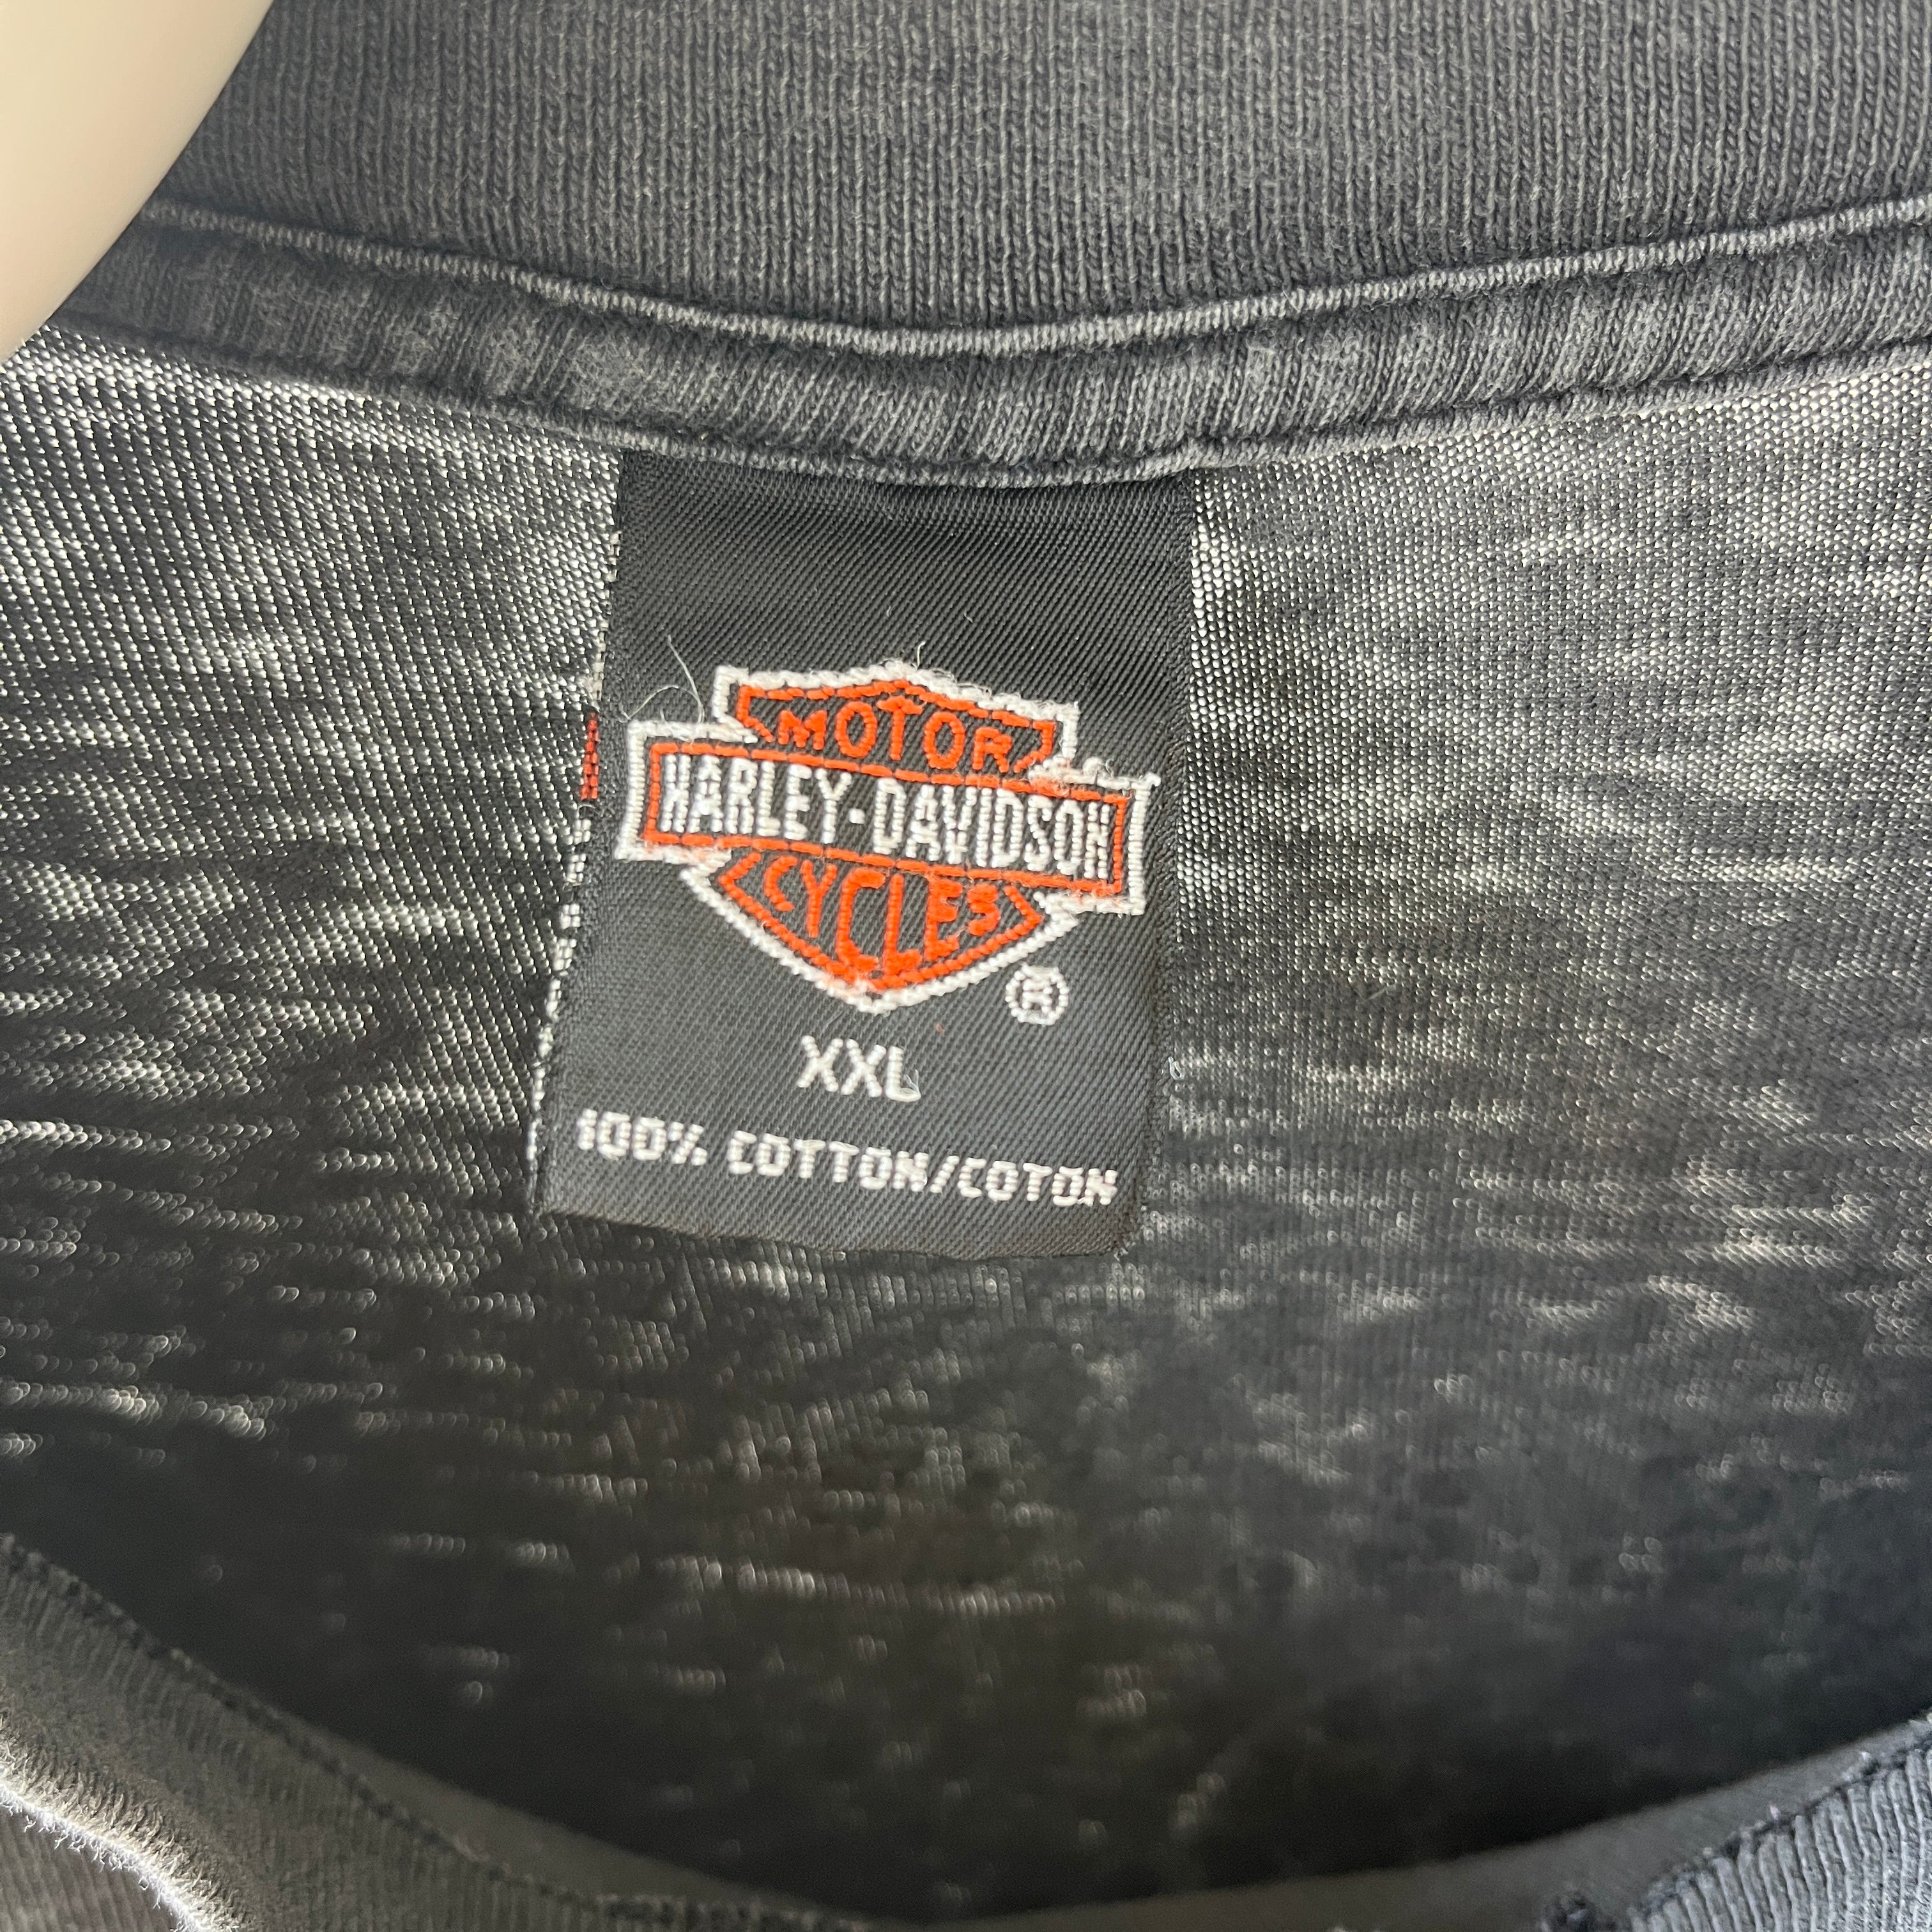 MOTOR
HARLEY-DAVIDSON
CYCLES
®
XXL
100% COTTON/COTON